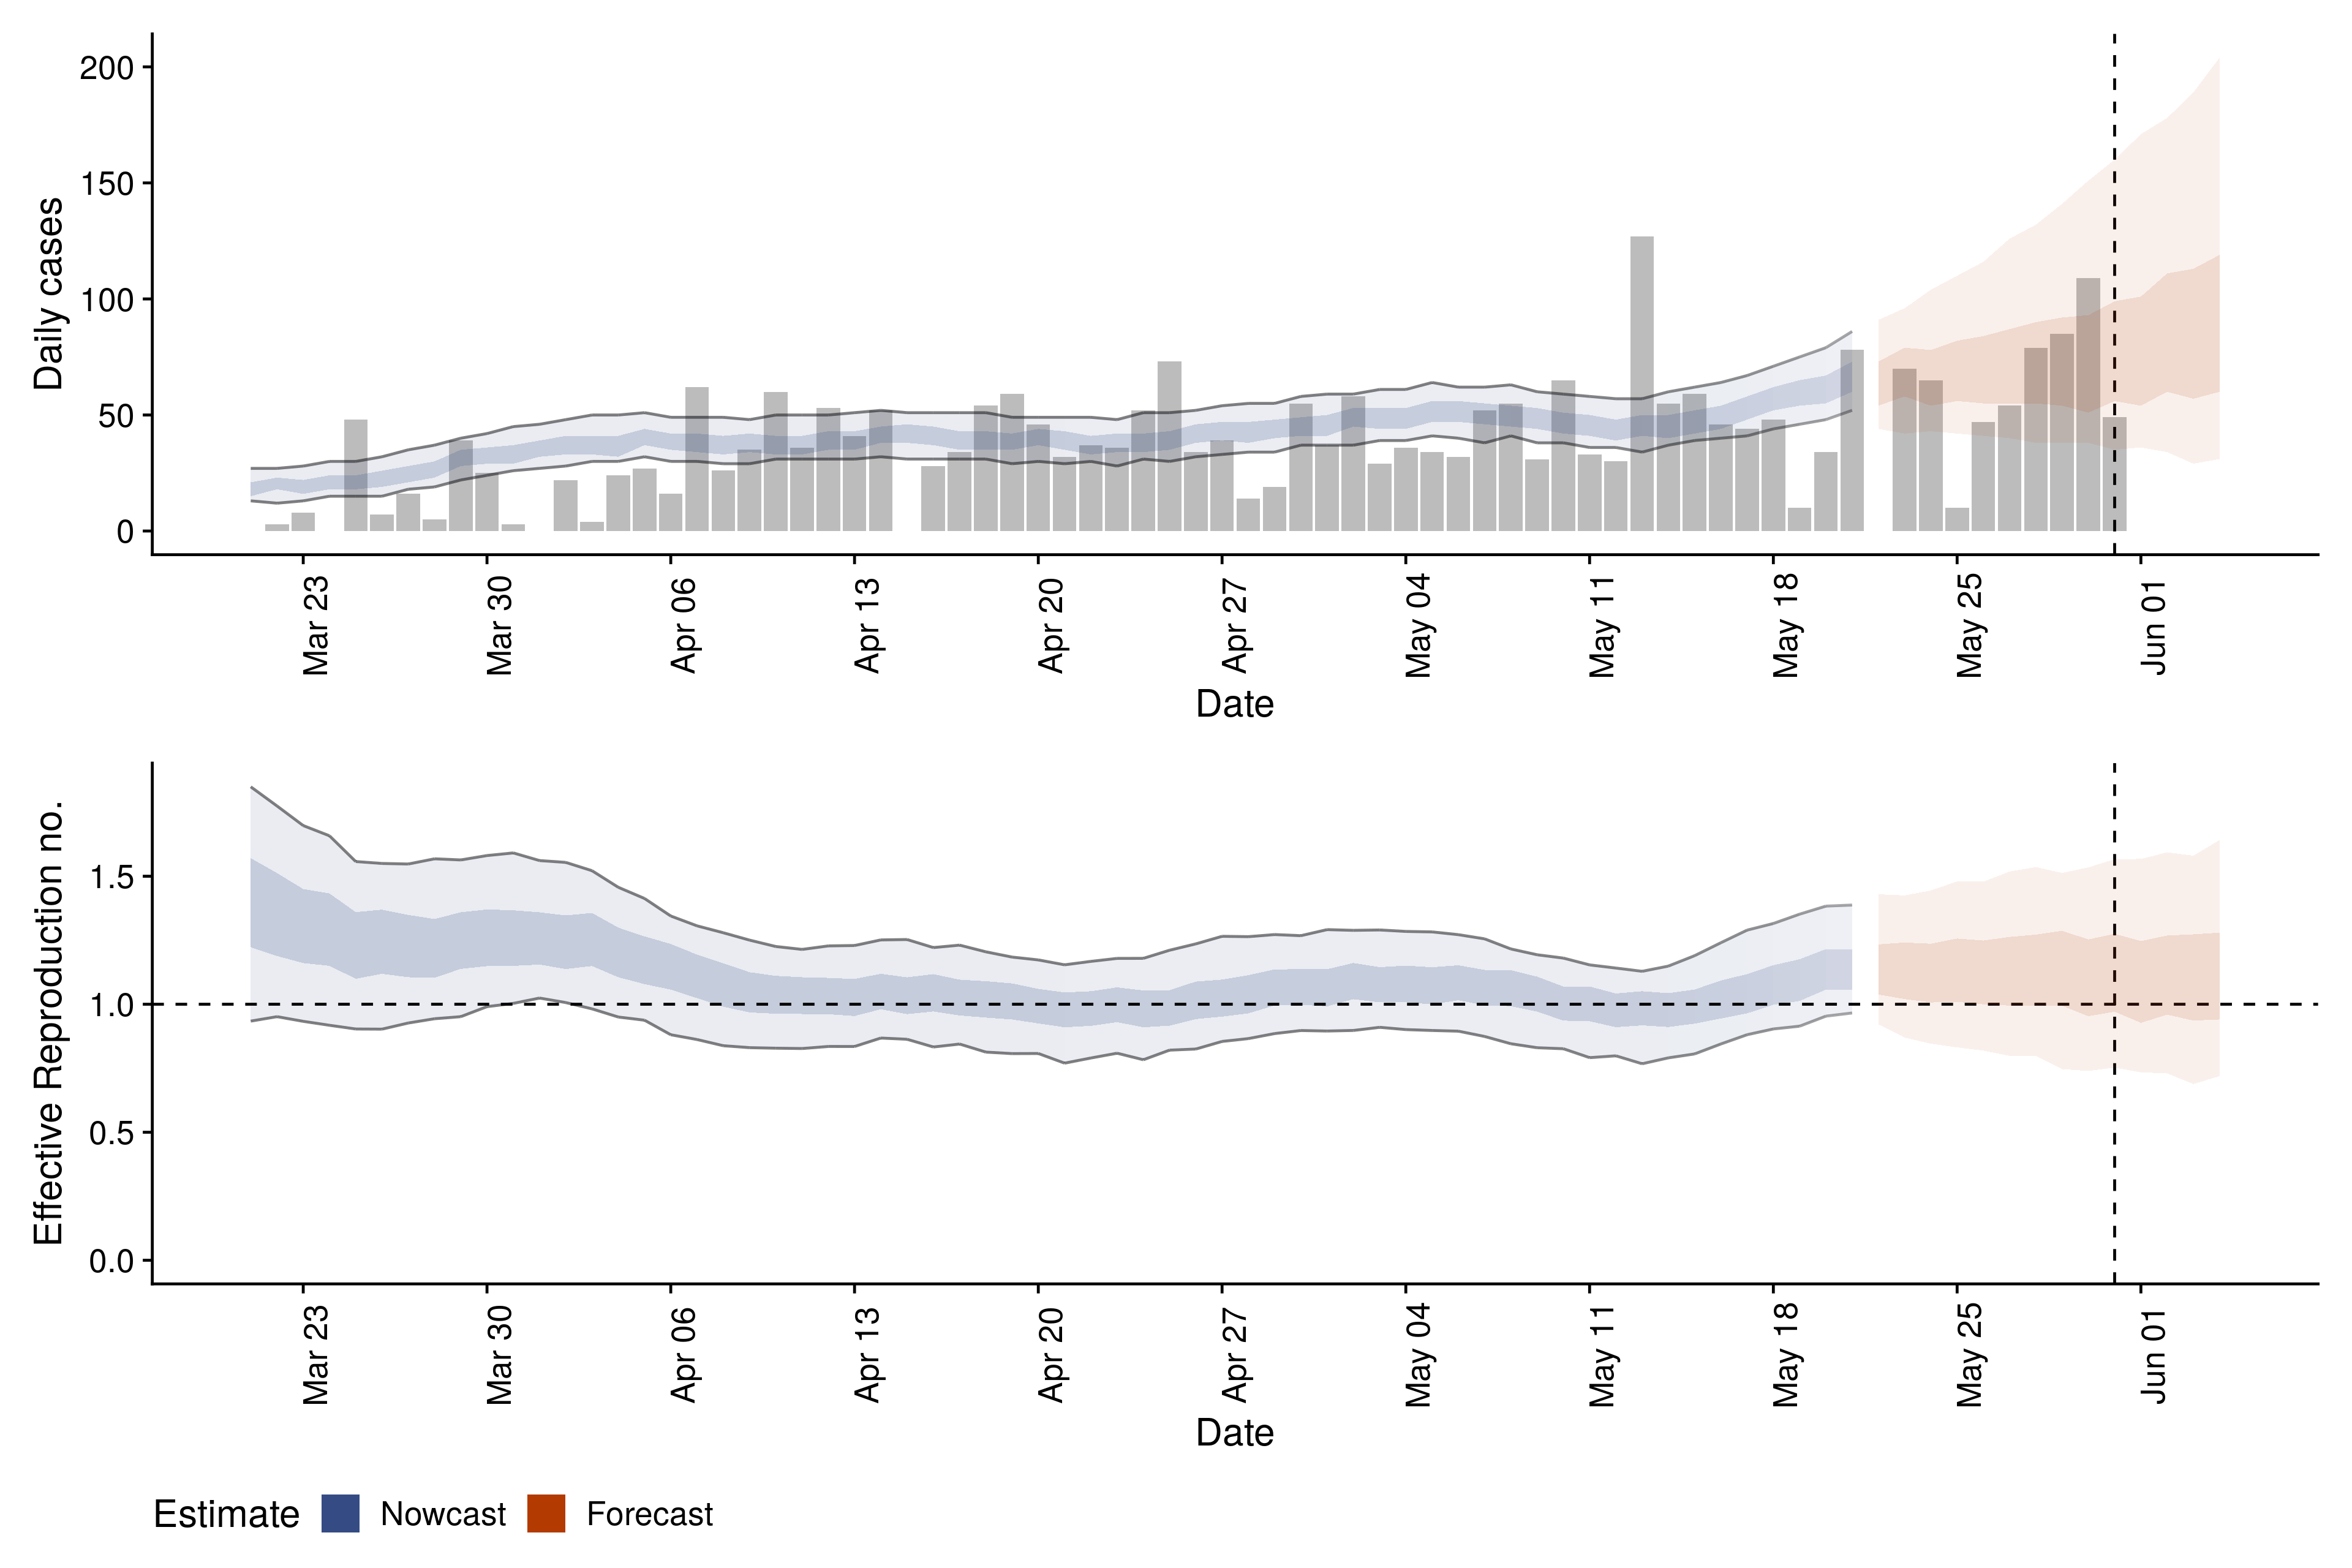 200
150
100
50
0
Daily cases
Mar 23
Mar 30
Apr 06
Apr 13
Apr 20
Apr 27
May 04
May 11
May 18
May 25
Jun 01
Date
1.5
1.0
0.5
0.0
Effective Reproduction no.
Mar 23
Mar 30
Apr 06
Apr 13
Apr 20
Apr 27
May 04
May 11
May 18
May 25
Jun 01
Date
Estimate Nowcast Forecast